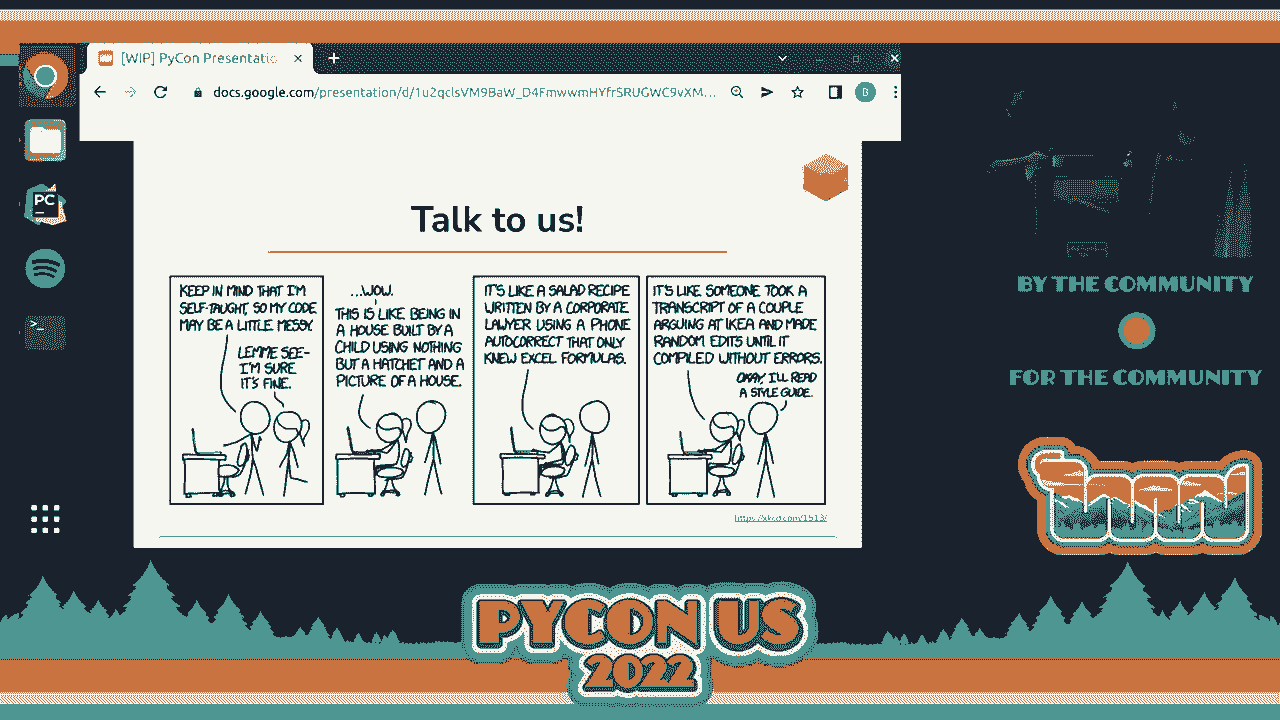 [WIP] PyCon Presentatio
docs.google.com/presentation/d/1u2qclsVM9BaW_D4FmwwmHYfrSRUGWC9vXM...
B
PC
Talk to us!
KEEP IN MIND THAT I'M
SELF-TAUGHT, SO MY CODE
MAY BE A LITTLE MESSY.
LEMME SEE-
I'M SURE
IT'S FINE.
...WOW.
THIS IS LIKE BEING IN
A HOUSE BUILT BY A
CHILD USING NOTHING
BUT A HATCHET AND A
PICTURE OF A HOUSE.
IT'S LIKE A SALAD RECIPE
WRITTEN BY A CORPORATE
LAWYER USING A PHONE
AUTOCORRECT THAT ONLY
KNEW EXCEL FORMULAS.
IT'S LIKE SOMEONE TOOK A
TRANSCRIPT OF A COUPLE
ARGUING AT IKEA AND MADE
RANDOM EDITS UNTIL IT
COMPILED WITHOUT ERRORS.
OKAY, I'LL READ
A STYLE GUIDE.
https://xkcd.com/1513/
BY THE COMMUNITY
FOR THE COMMUNITY
PYCON US
2022